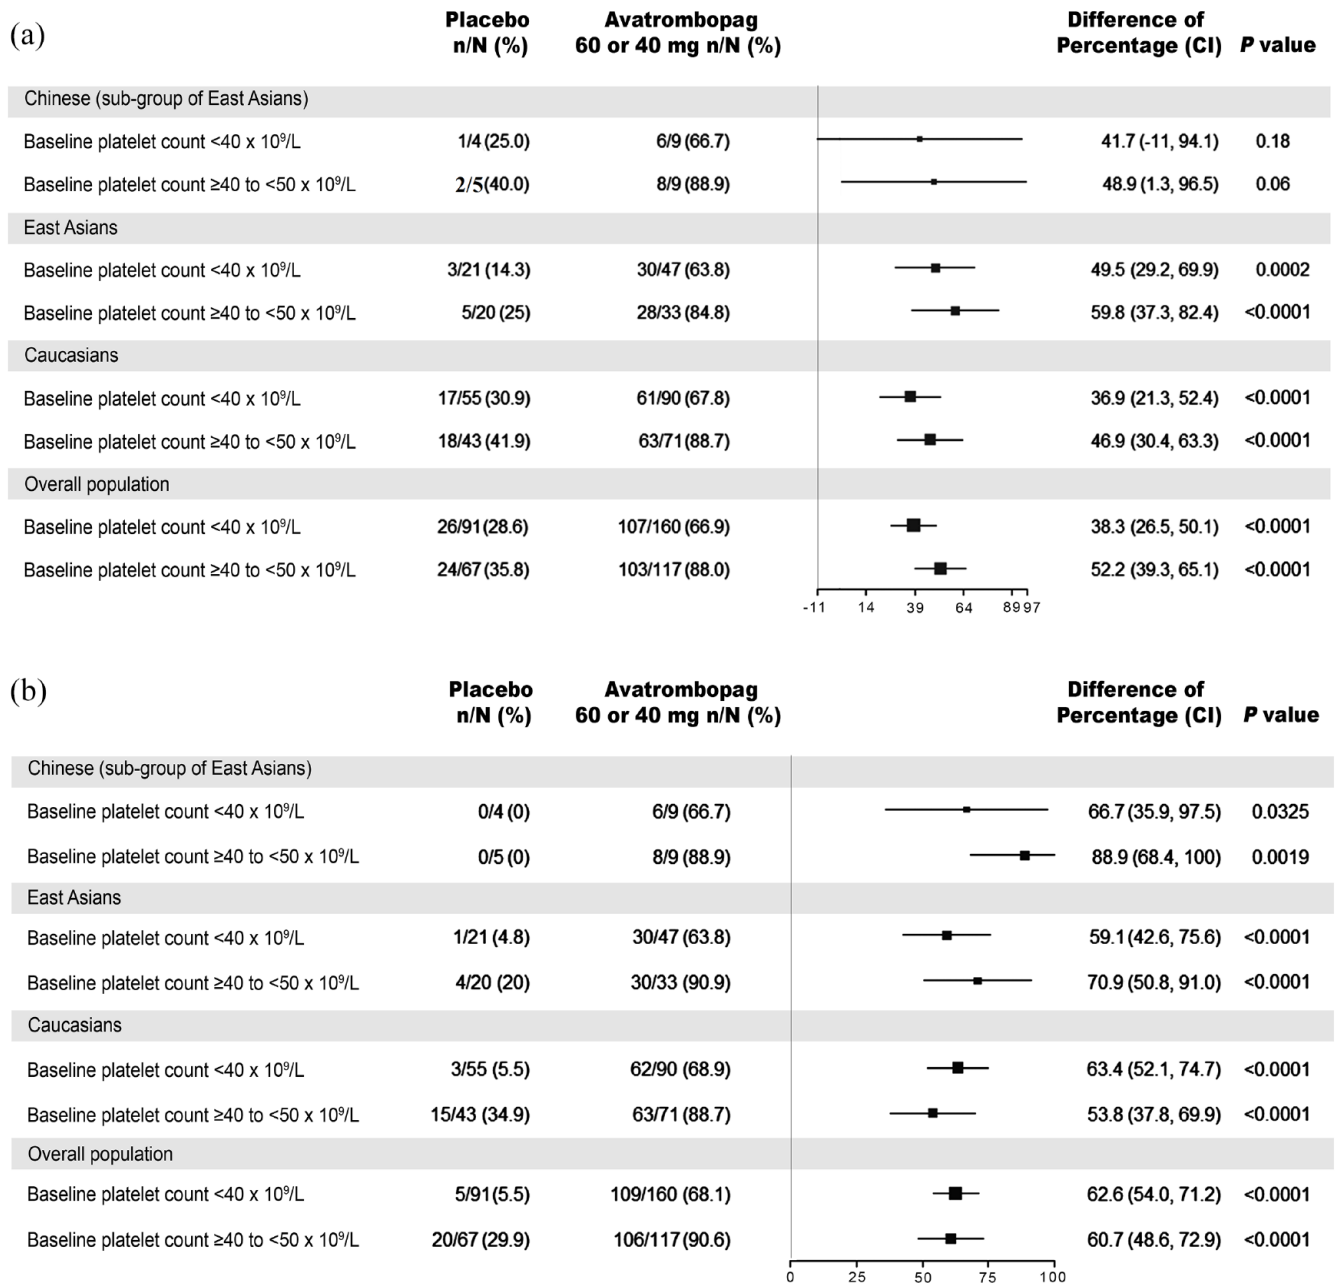 (a)
Placebo n/N (%) Avatrombopag 60 or 40 mg n/N (%) Difference of Percentage (CI) P value
Chinese (sub-group of East Asians)
Baseline platelet count <40 x 10⁹/L 1/4 (25.0) 6/9 (66.7) 41.7 (-11, 94.1) 0.18
Baseline platelet count ≥40 to <50 x 10⁹/L 2/5(40.0) 8/9 (88.9) 48.9 (1.3, 96.5) 0.06
East Asians
Baseline platelet count <40 x 10⁹/L 3/21 (14.3) 30/47 (63.8) 49.5 (29.2, 69.9) 0.0002
Baseline platelet count ≥40 to <50 x 10⁹/L 5/20 (25) 28/33 (84.8) 59.8 (37.3, 82.4) <0.0001
Caucasians
Baseline platelet count <40 x 10⁹/L 17/55 (30.9) 61/90 (67.8) 36.9 (21.3, 52.4) <0.0001
Baseline platelet count ≥40 to <50 x 10⁹/L 18/43 (41.9) 63/71 (88.7) 46.9 (30.4, 63.3) <0.0001
Overall population
Baseline platelet count <40 x 10⁹/L 26/91 (28.6) 107/160 (66.9) 38.3 (26.5, 50.1) <0.0001
Baseline platelet count ≥40 to <50 x 10⁹/L 24/67 (35.8) 103/117 (88.0) 52.2 (39.3, 65.1) <0.0001
-11 14 39 64 89 97
(b)
Placebo n/N (%) Avatrombopag 60 or 40 mg n/N (%) Difference of Percentage (CI) P value
Chinese (sub-group of East Asians)
Baseline platelet count <40 x 10⁹/L 0/4 (0) 6/9 (66.7) 66.7 (35.9, 97.5) 0.0325
Baseline platelet count ≥40 to <50 x 10⁹/L 0/5 (0) 8/9 (88.9) 88.9 (68.4, 100) 0.0019
East Asians
Baseline platelet count <40 x 10⁹/L 1/21 (4.8) 30/47 (63.8) 59.1 (42.6, 75.6) <0.0001
Baseline platelet count ≥40 to <50 x 10⁹/L 4/20 (20) 30/33 (90.9) 70.9 (50.8, 91.0) <0.0001
Caucasians
Baseline platelet count <40 x 10⁹/L 3/55 (5.5) 62/90 (68.9) 63.4 (52.1, 74.7) <0.0001
Baseline platelet count ≥40 to <50 x 10⁹/L 15/43 (34.9) 63/71 (88.7) 53.8 (37.8, 69.9) <0.0001
Overall population
Baseline platelet count <40 x 10⁹/L 5/91(5.5) 109/160 (68.1) 62.6 (54.0, 71.2) <0.0001
Baseline platelet count ≥40 to <50 x 10⁹/L 20/67 (29.9) 106/117 (90.6) 60.7 (48.6, 72.9) <0.0001
0 25 50 75 100